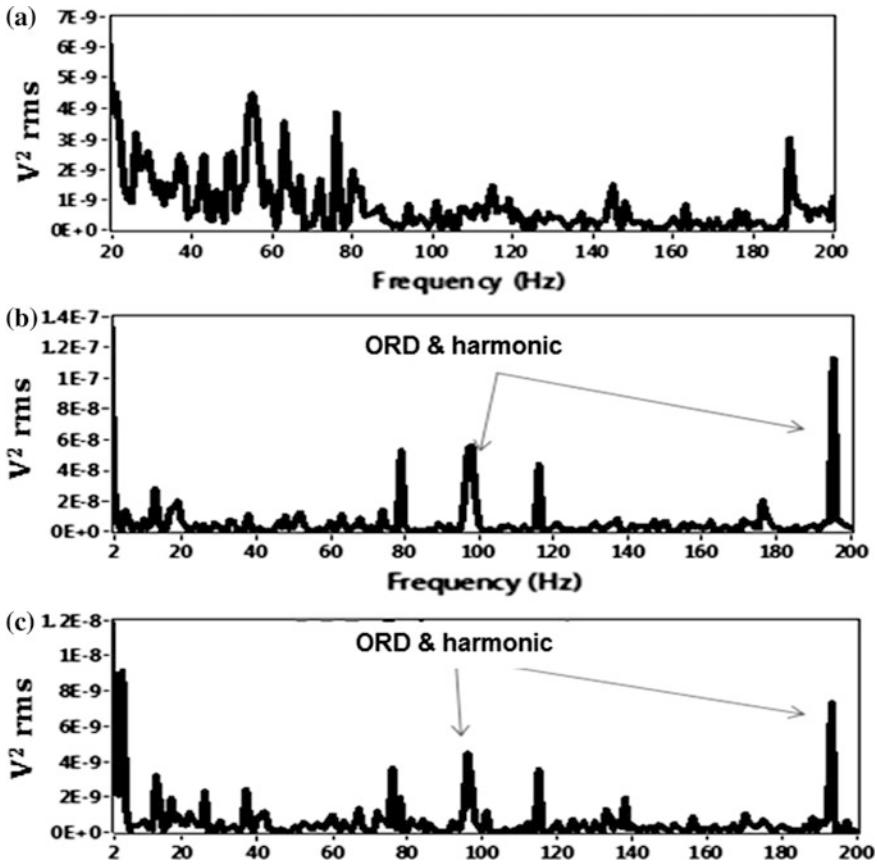 (a)
7E-9
6E-9
5E-9
4E-9
3E-9
2E-9
1E-9
0E+0
V² rms
20 40 60 80 100 120 140 160 180 200
Frequency (Hz)
(b)
1.4E-7
1.2E-7
1E-7
8E-8
6E-8
4E-8
2E-8
0E+0
V² rms
ORD & harmonic
2 20 40 60 80 100 120 140 160 180 200
Frequency (Hz)
(c)
1.2E-8
1E-8
8E-9
6E-9
4E-9
2E-9
0E+0
V² rms
ORD & harmonic
2 20 40 60 80 100 120 140 160 180 200